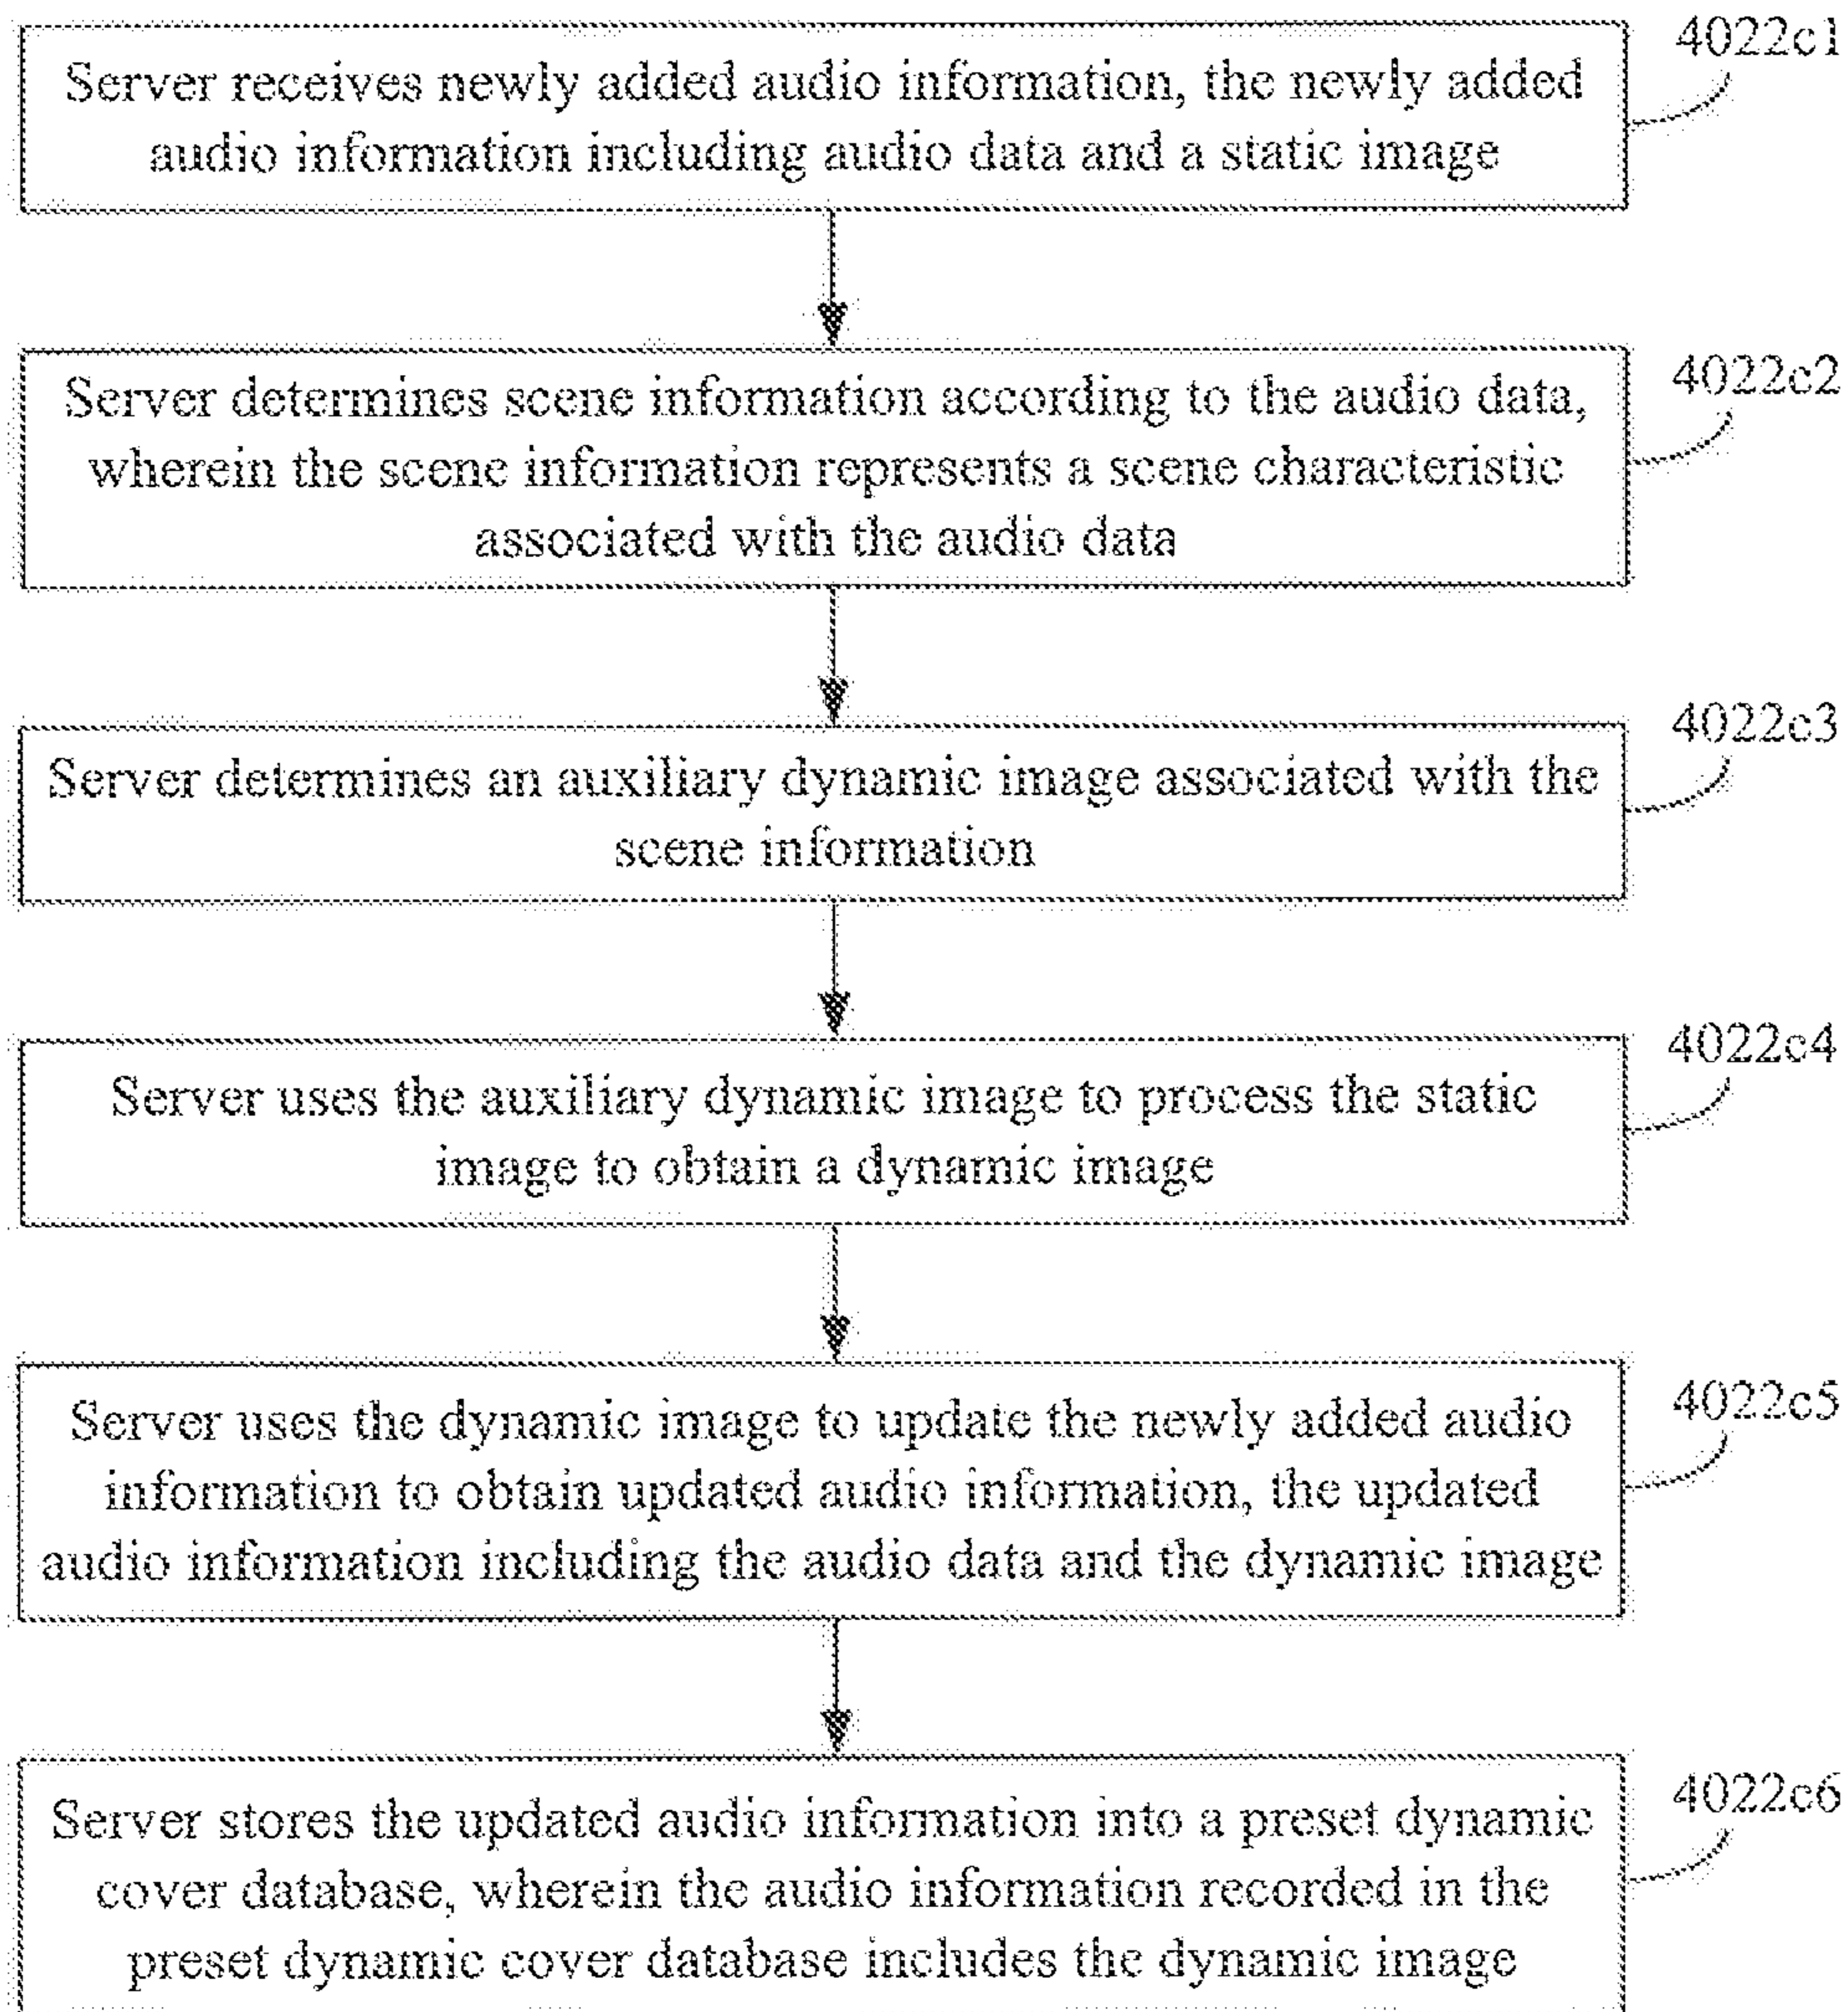 4022c1
Server receives newly added audio information, the newly added
audio information including audio data and a static image
4022c2
Server determines scene information according to the audio data,
wherein the scene information represents a scene characteristic
associated with the audio data
4022c3
Server determines an auxiliary dynamic image associated with the
scene information
4022c4
Server uses the auxiliary dynamic image to process the static
image to obtain a dynamic image
4022c5
Server uses the dynamic image to update the newly added audio
information to obtain updated audio information, the updated
audio information including the audio data and the dynamic image
4022c6
Server stores the updated audio information into a preset dynamic
cover database, wherein the audio information recorded in the
preset dynamic cover database includes the dynamic image